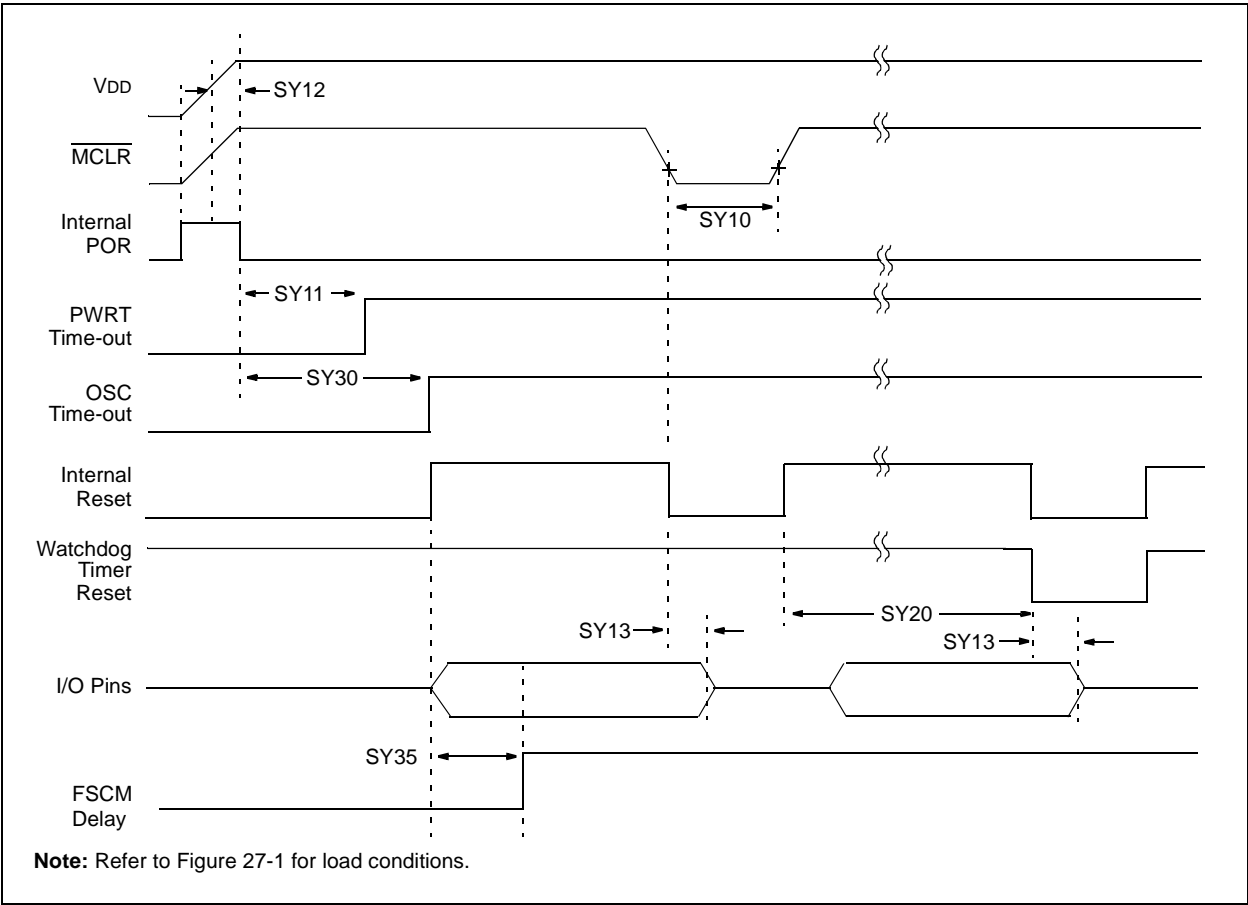 VDD
SY12
MCLR
SY10
Internal
POR
SY11
PWRT
Time-out
SY30
OSC
Time-out
Internal
Reset
Watchdog
Timer
Reset
SY20
SY13
SY13
I/O Pins
SY35
FSCM
Delay
Note: Refer to Figure 27-1 for load conditions.